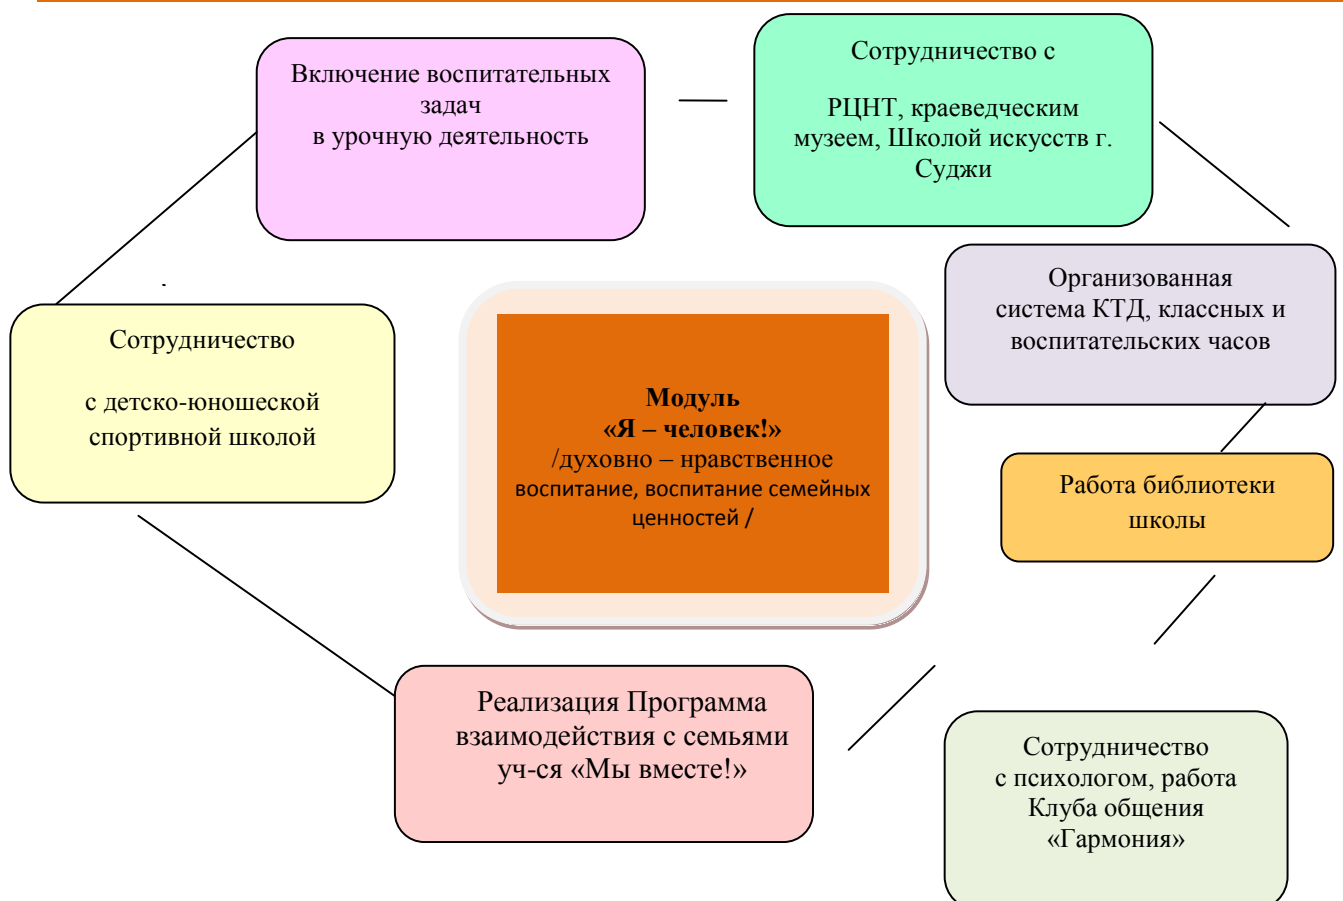 Включение воспитательных
задач
в урочную деятельность
Сотрудничество с
РЦНТ, краеведческим
музеем, Школой искусств г.
Суджи
Организованная
система КТД, классных и
воспитательских часов
Сотрудничество
с детско-юношеской
спортивной школой
Модуль
«Я – человек!»
/духовно – нравственное
воспитание, воспитание семейных
ценностей /
Работа библиотеки
школы
Реализация Программа
взаимодействия с семьями
уч-ся «Мы вместе!»
Сотрудничество
с психологом, работа
Клуба общения
«Гармония»